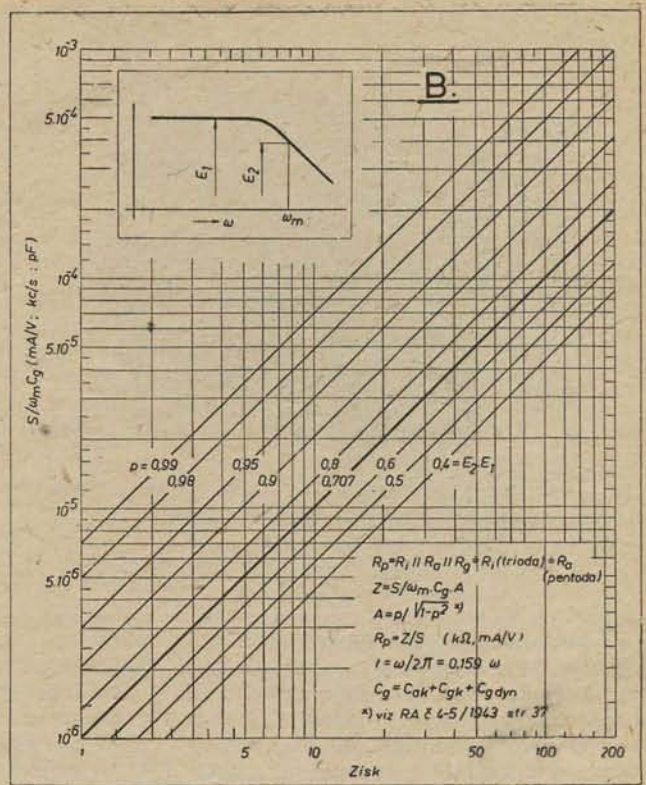 10⁻³
5.10⁻⁴
10⁻⁴
5.10⁻⁵
10⁻⁵
5.10⁻⁶
10⁻⁶
S/ωmCg (mA/V: kc/s : pF)
B.
E₁
E₂
→ ω
ωm
p=0,99
0,98
0,95
0,9
0,8
0,707
0,6
0,5
0,4=E₂:E₁
Rp=Ri // Ra // Rg ÷ Ri (trioda) ÷ Ra
(pentoda)
Z=S/ωm.Cg.A
A=p/ √1-p² ˣ⁾
Rp=Z/S (kΩ, mA/V)
f=ω/2π = 0,159 ω
Cg = Cak + Cgk + Cg dyn
ˣ⁾ viz RA č 4-5/1943 str 37
1
5
10
50
100
200
Zisk